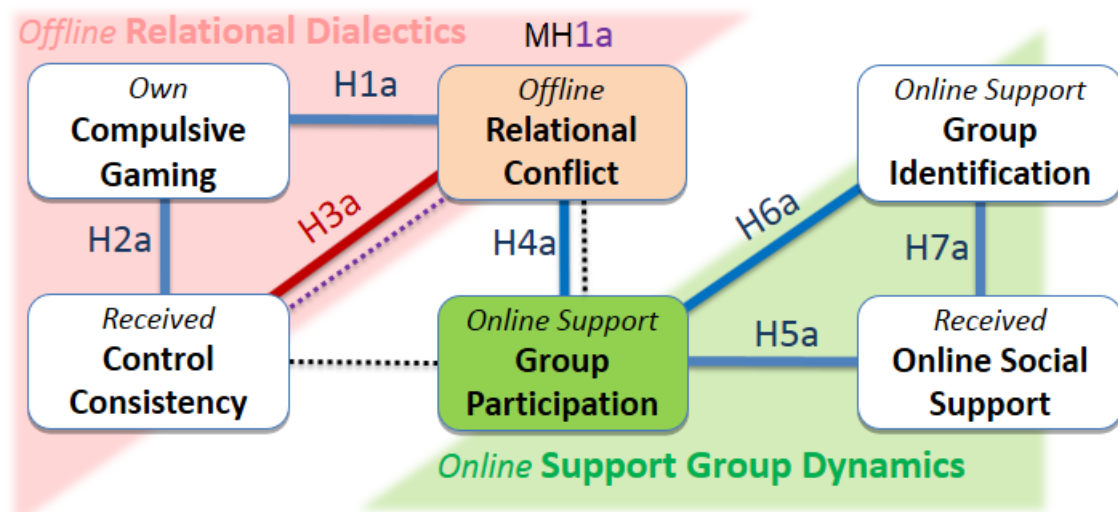 Offline Relational Dialectics
MH1a
Own
Compulsive
Gaming
H1a
Offline
Relational
Conflict
Online Support
Group
Identification
H2a
H3a
H4a
H6a
H7a
Received
Control
Consistency
Online Support
Group
Participation
H5a
Received
Online Social
Support
Online Support Group Dynamics